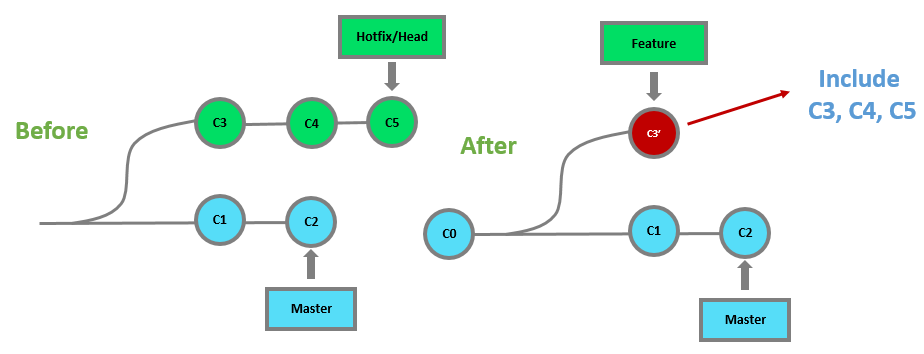 Before
Hotfix/Head
C3
C4
C5
C1
C2
Master
After
Feature
C3'
Include
C3, C4, C5
C0
C1
C2
Master